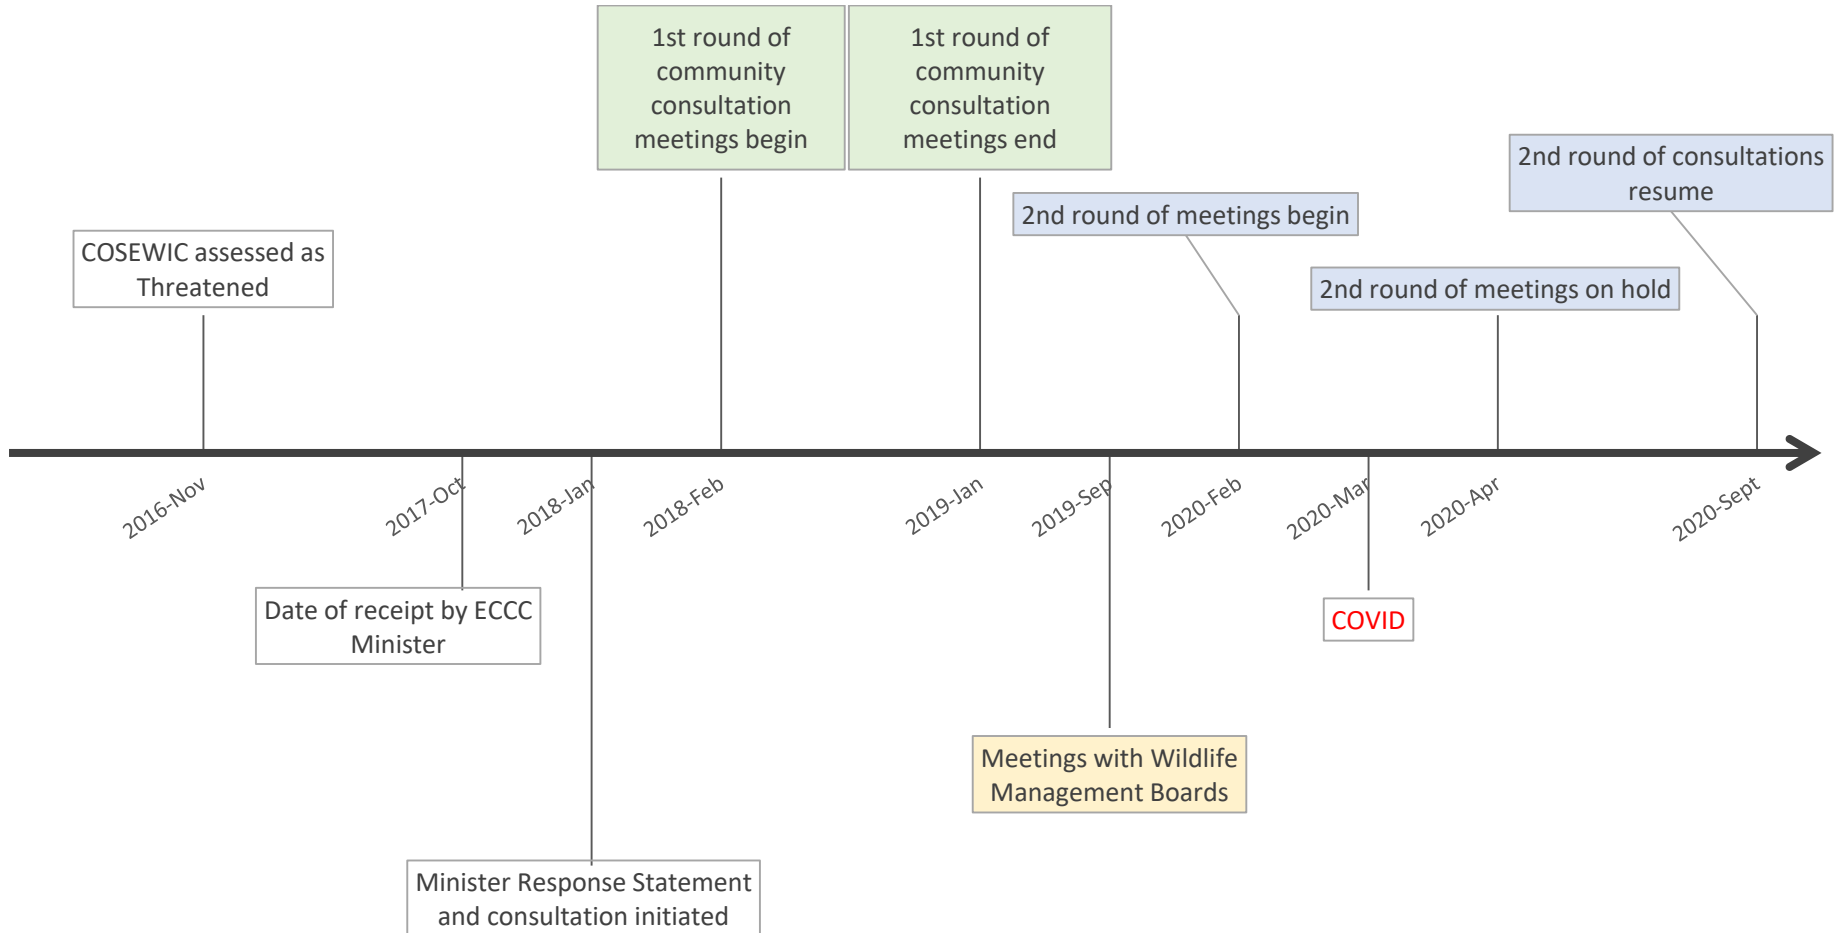 1st round of
community
consultation
meetings begin
1st round of
community
consultation
meetings end
2nd round of consultations
resume
2nd round of meetings begin
COSEWIC assessed as
Threatened
2nd round of meetings on hold
2016-Nov
2017-Oct
2018-Jan
2018-Feb
2019-Jan
2019-Sep
2020-Feb
2020-Mar
2020-Apr
2020-Sept
Date of receipt by ECCC
Minister
COVID
Meetings with Wildlife
Management Boards
Minister Response Statement
and consultation initiated